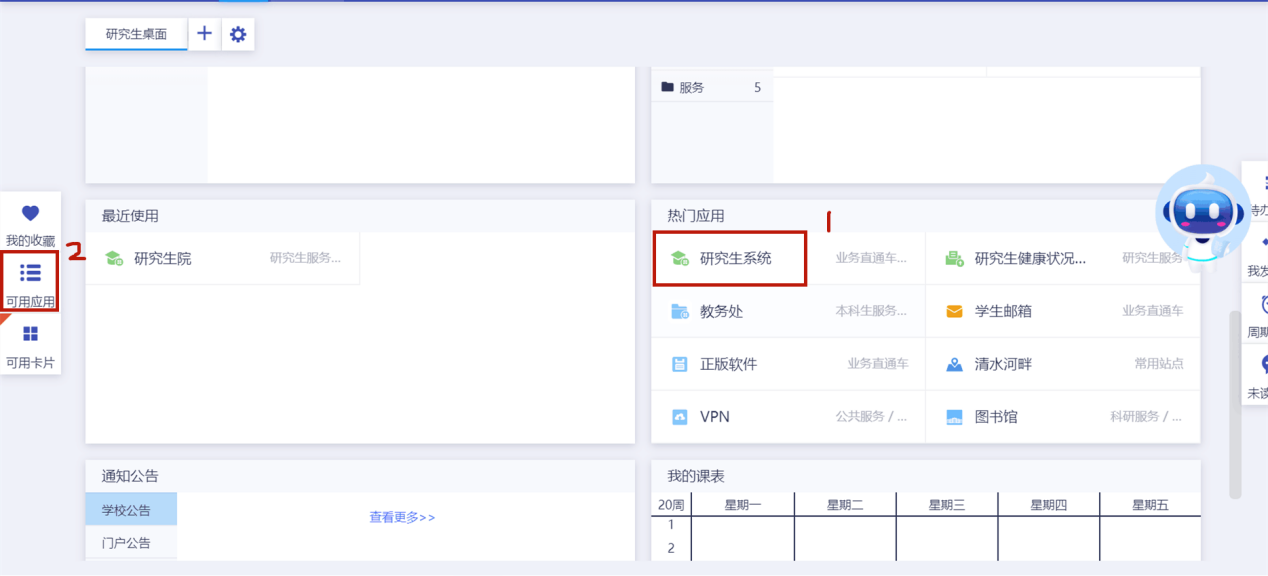 研究生桌面
服务 5
我的收藏
可用应用
可用卡片
2
最近使用
研究生院 研究生服务...
热门应用
1
研究生系统 业务直通车...
研究生健康状况... 研究生服务
教务处 本科生服务...
学生邮箱 业务直通车
正版软件 业务直通车
清水河畔 常用站点
VPN 公共服务 / ...
图书馆 科研服务 / ...
待办
我发
周期
未读
通知公告
学校公告
门户公告
查看更多>>
我的课表
20周 星期一 星期二 星期三 星期四 星期五
1
2